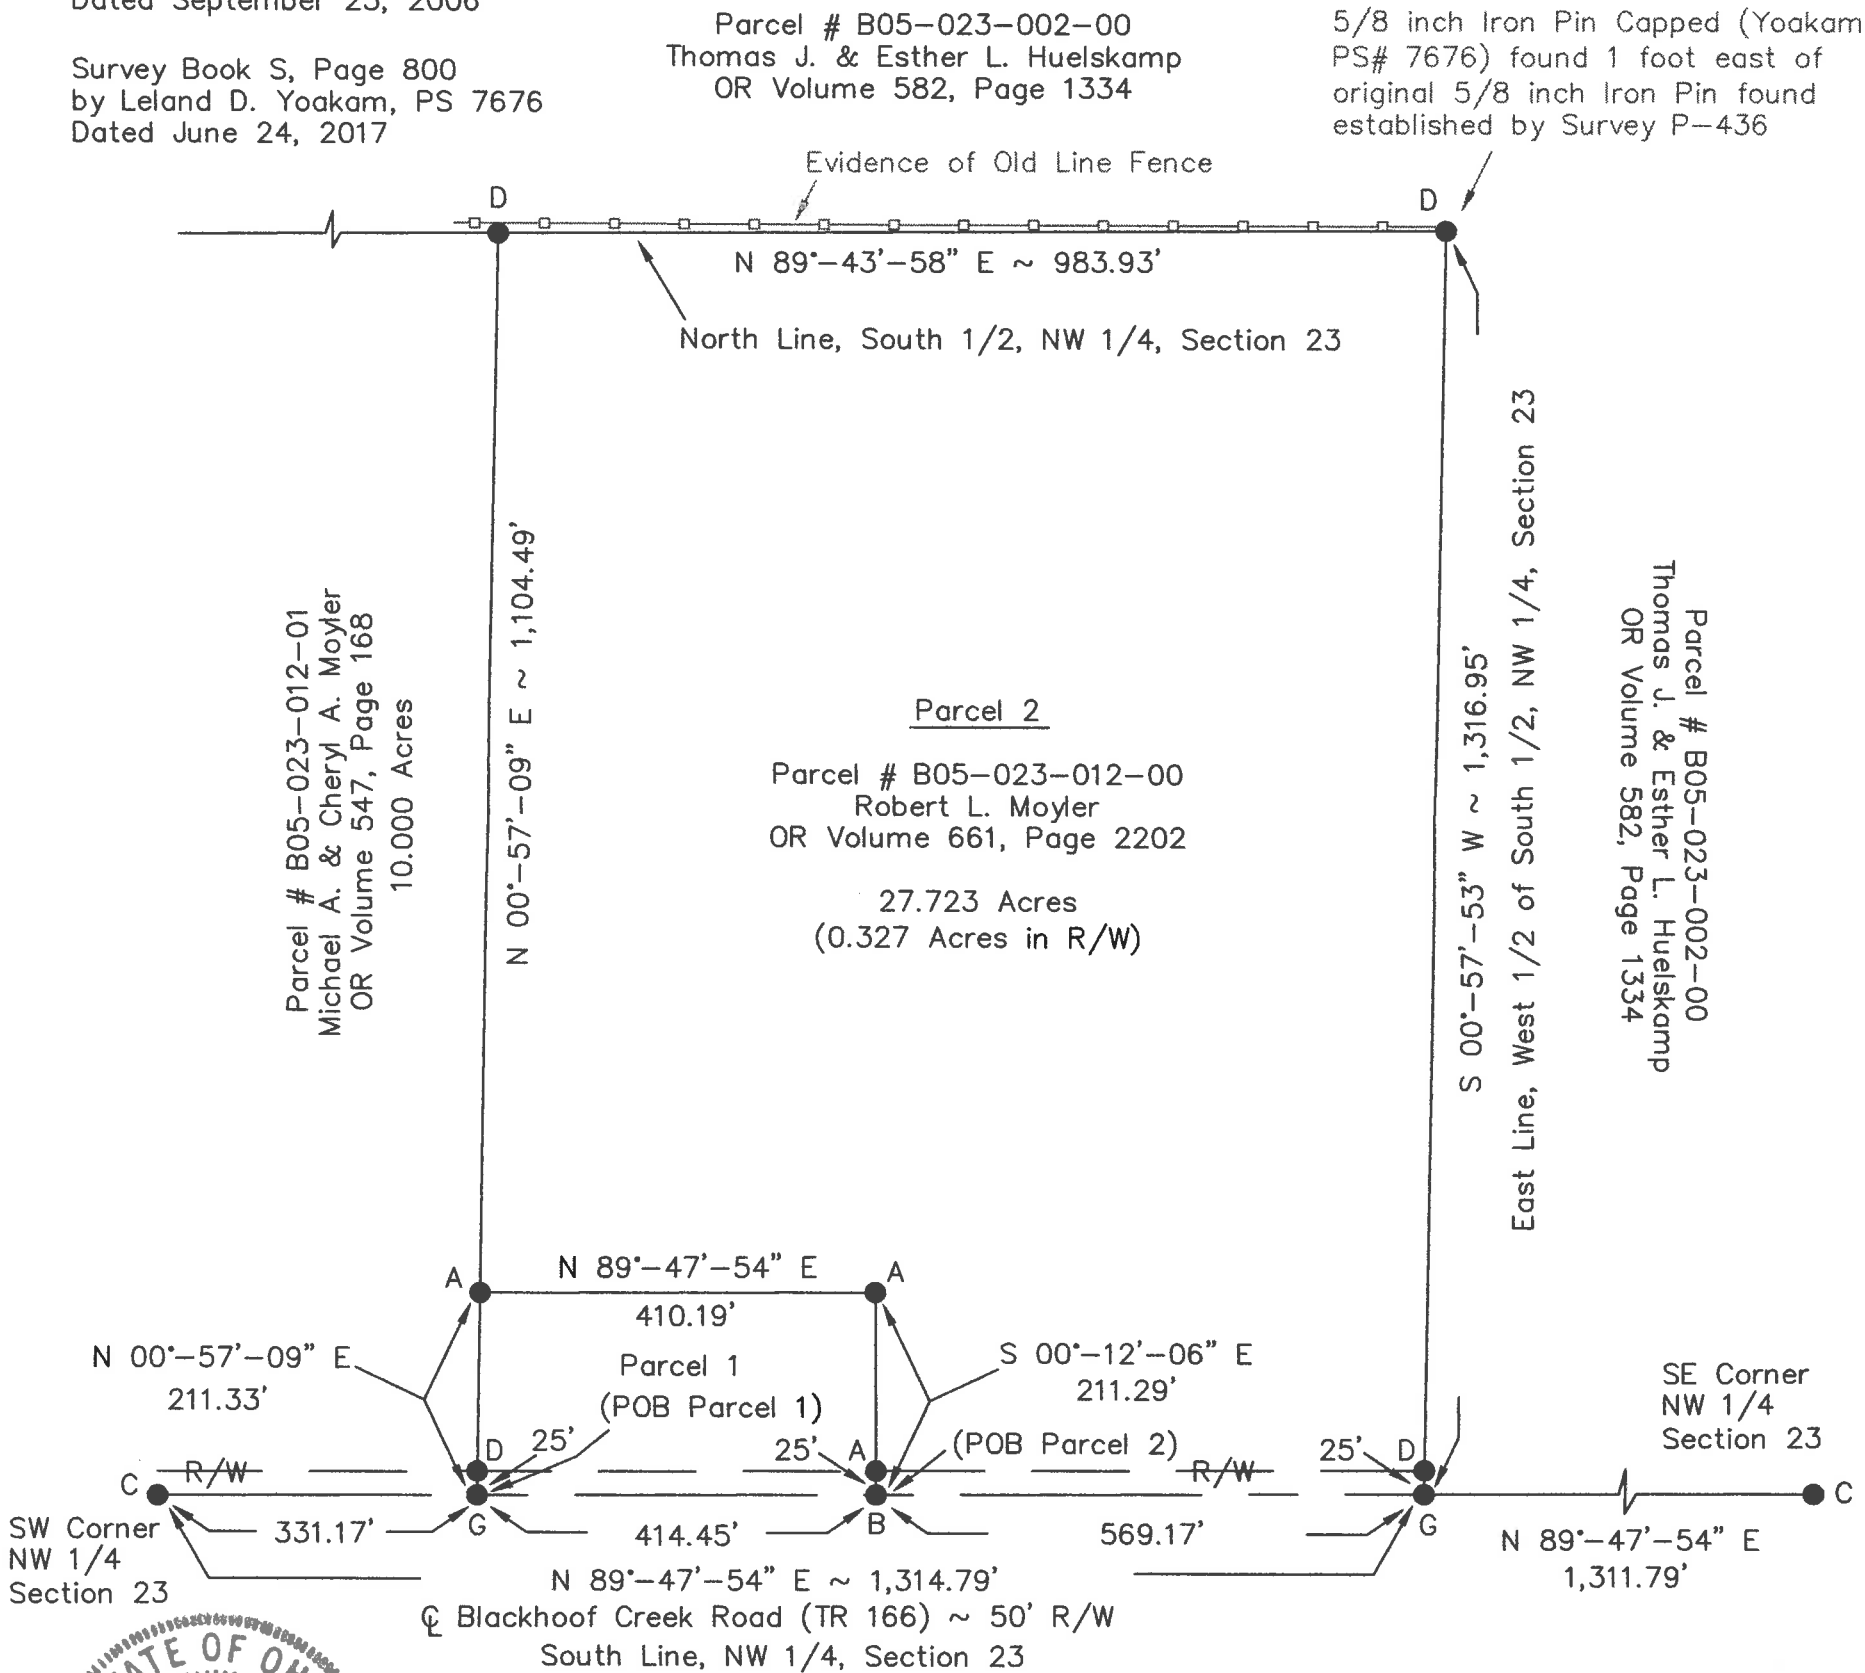 Dated September 25, 2006
Survey Book S, Page 800
by Leland D. Yoakam, PS 7676
Dated June 24, 2017
Parcel # B05-023-002-00
Thomas J. & Esther L. Huelskamp
OR Volume 582, Page 1334
5/8 inch Iron Pin Capped (Yoakam
PS# 7676) found 1 foot east of
original 5/8 inch Iron Pin found
established by Survey P-436
Evidence of Old Line Fence
D
D
N 89°-43'-58" E ~ 983.93'
North Line, South 1/2, NW 1/4, Section 23
Parcel # B05-023-012-01
Michael A. & Cheryl A. Moyler
OR Volume 547, Page 168
10.000 Acres
N 00°-57'-09" E ~ 1,104.49'
Parcel 2
Parcel # B05-023-012-00
Robert L. Moyler
OR Volume 661, Page 2202
27.723 Acres
(0.327 Acres in R/W)
S 00°-57'-53" W ~ 1,316.95'
East Line, West 1/2 of South 1/2, NW 1/4, Section 23
Parcel # B05-023-002-00
Thomas J. & Esther L. Huelskamp
OR Volume 582, Page 1334
A
N 89°-47'-54" E
A
410.19'
N 00°-57'-09" E
211.33'
Parcel 1
(POB Parcel 1)
S 00°-12'-06" E
211.29'
SE Corner
NW 1/4
Section 23
D
25'
25'
A
(POB Parcel 2)
25'
D
R/W
R/W
C
C
SW Corner
NW 1/4
Section 23
331.17'
G
414.45'
B
569.17'
G
N 89°-47'-54" E
1,311.79'
N 89°-47'-54" E ~ 1,314.79'
℄ Blackhoof Creek Road (TR 166) ~ 50' R/W
South Line, NW 1/4, Section 23